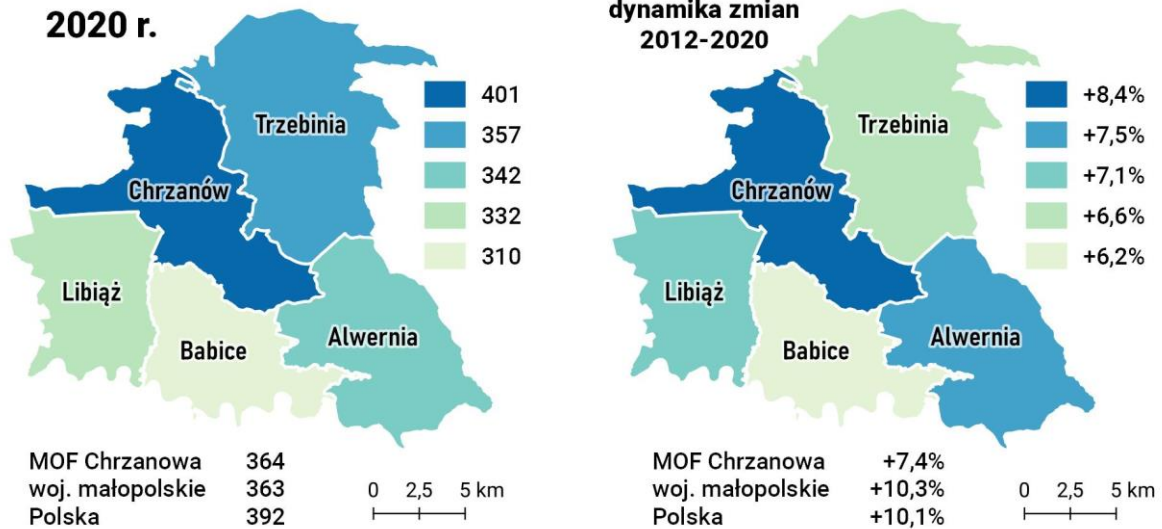 2020 r.
Trzebinia
Chrzanów
Libiąż
Babice
Alwernia
401
357
342
332
310
MOF Chrzanowa 364
woj. małopolskie 363
Polska 392
0 2,5 5 km
dynamika zmian
2012-2020
Trzebinia
Chrzanów
Libiąż
Babice
Alwernia
+8,4%
+7,5%
+7,1%
+6,6%
+6,2%
MOF Chrzanowa +7,4%
woj. małopolskie +10,3%
Polska +10,1%
0 2,5 5 km